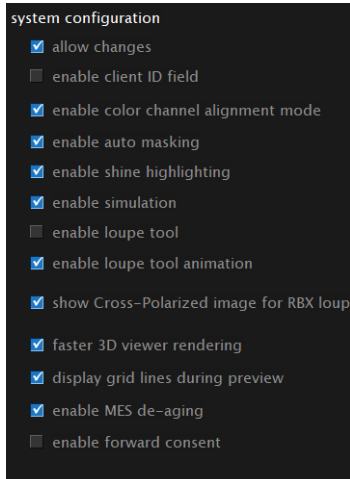 system configuration
allow changes
enable client ID field
enable color channel alignment mode
enable auto masking
enable shine highlighting
enable simulation
enable loupe tool
enable loupe tool animation
show Cross-Polarized image for RBX loup
faster 3D viewer rendering
display grid lines during preview
enable MES de-aging
enable forward consent